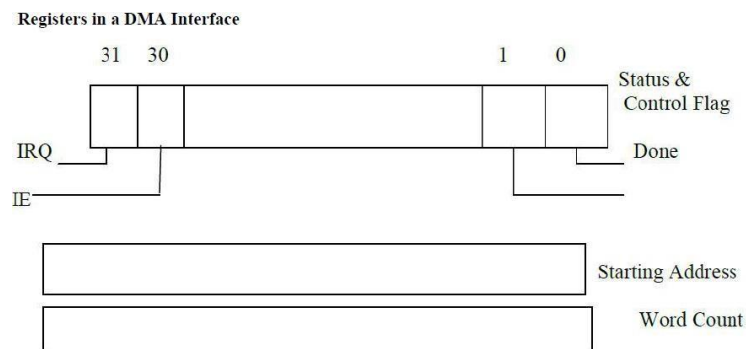 Registers in a DMA Interface
31 30 1 0
Status &
Control Flag
IRQ
Done
IE
Starting Address
Word Count